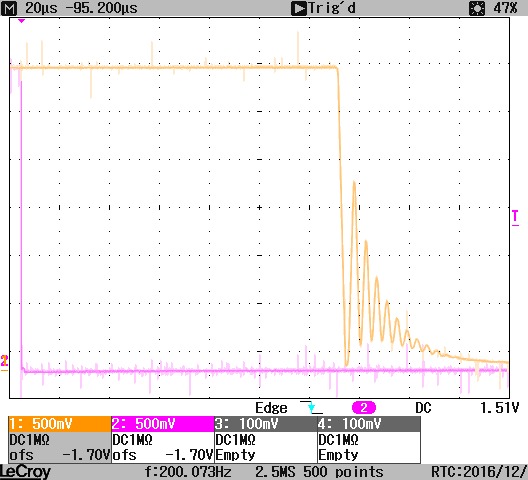 M 20µs -95.200µs Trig'd 47%
T
2
Edge 2 DC 1.51V
1: 500mV 2: 500mV 3: 100mV 4: 100mV
DC1MΩ DC1MΩ DC1MΩ DC1MΩ
ofs -1.70V ofs -1.70V Empty Empty
LeCroy f:200.073Hz 2.5MS 500 points RTC:2016/12/